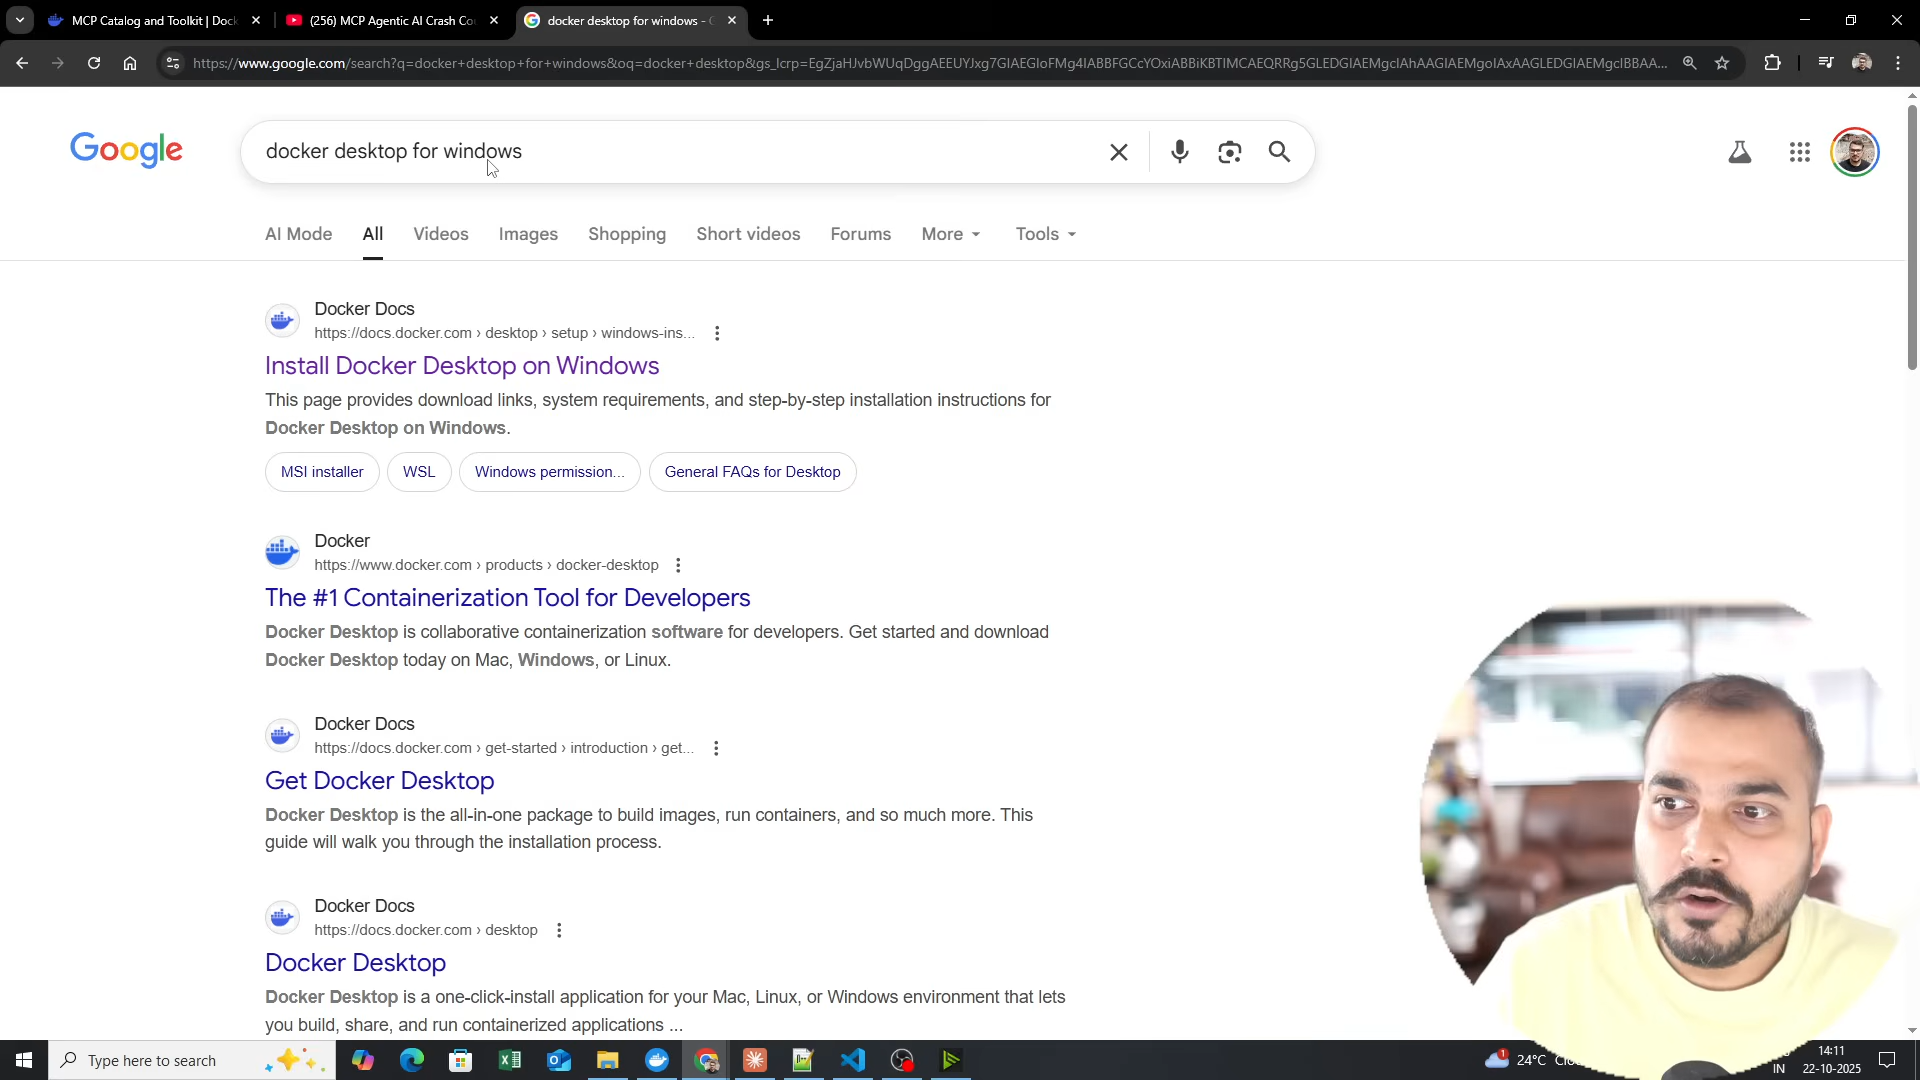 MCP Catalog and Toolkit | Dock
(256) MCP Agentic AI Crash Co
docker desktop for windows - G
https://www.google.com/search?q=docker+desktop+for+windows&oq=docker+desktop&gs_lcrp=
Google
docker desktop for windows
AI Mode
All
Videos
Images
Shopping
Short videos
Forums
More
Tools
Docker Docs
https://docs.docker.com › desktop › setup › windows-ins...
Install Docker Desktop on Windows
This page provides download links, system requirements, and step-by-step installation instructions for
Docker Desktop on Windows.
MSI installer
WSL
Windows permission...
General FAQs for Desktop
Docker
https://www.docker.com › products › docker-desktop
The #1 Containerization Tool for Developers
Docker Desktop is collaborative containerization software for developers. Get started and download
Docker Desktop today on Mac, Windows, or Linux.
Docker Docs
https://docs.docker.com › get-started › introduction › get...
Get Docker Desktop
Docker Desktop is the all-in-one package to build images, run containers, and so much more. This
guide will walk you through the installation process.
Docker Docs
https://docs.docker.com › desktop
Docker Desktop
Docker Desktop is a one-click-install application for your Mac, Linux, or Windows environment that lets
you build, share, and run containerized applications ...
Type here to search
1
24°C
IN
14:11
22-10-2025